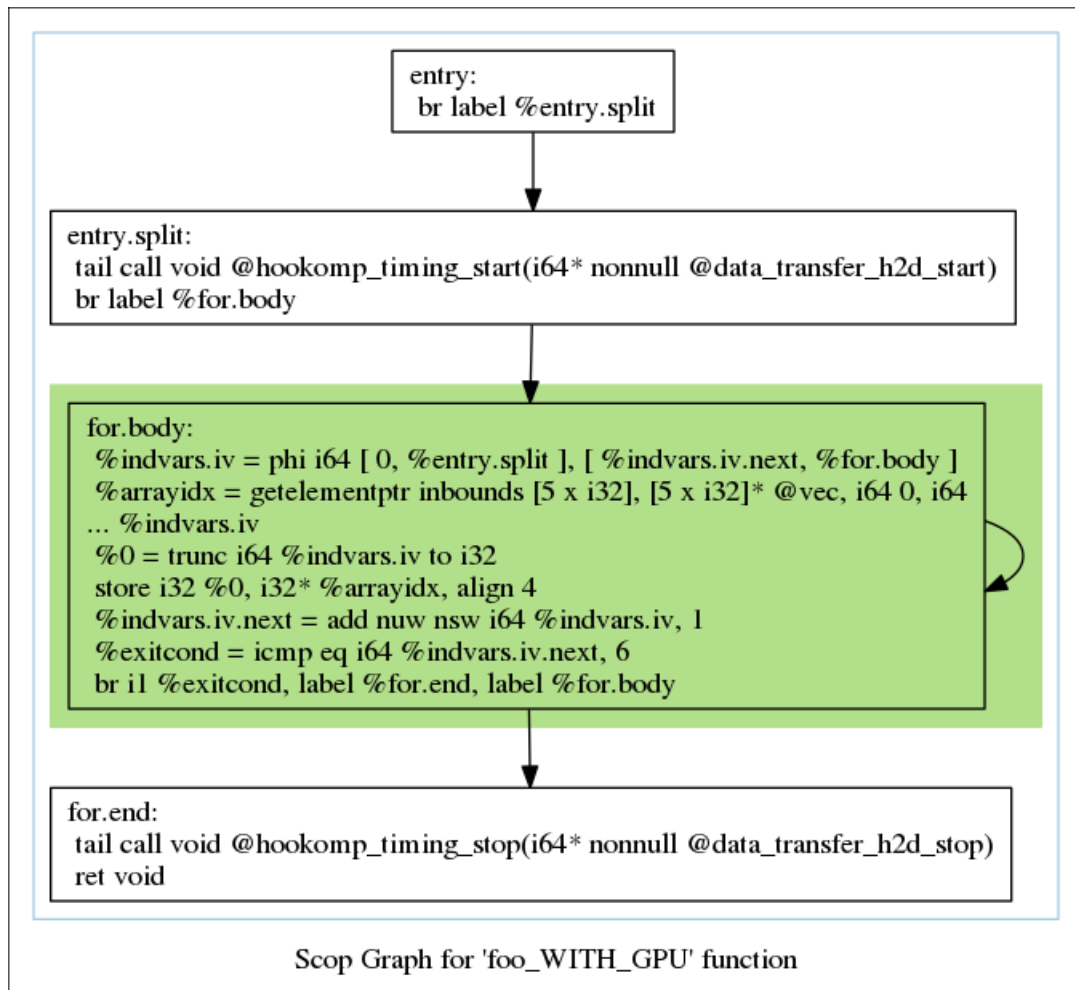 entry:
br label %entry.split
entry.split:
tail call void @hookomp_timing_start(i64* nonnull @data_transfer_h2d_start)
br label %for.body
for.body:
%indvars.iv = phi i64 [ 0, %entry.split ], [ %indvars.iv.next, %for.body ]
%arrayidx = getelementptr inbounds [5 x i32], [5 x i32]* @vec, i64 0, i64
... %indvars.iv
%0 = trunc i64 %indvars.iv to i32
store i32 %0, i32* %arrayidx, align 4
%indvars.iv.next = add nuw nsw i64 %indvars.iv, 1
%exitcond = icmp eq i64 %indvars.iv.next, 6
br i1 %exitcond, label %for.end, label %for.body
for.end:
tail call void @hookomp_timing_stop(i64* nonnull @data_transfer_h2d_stop)
ret void
Scop Graph for 'foo_WITH_GPU' function